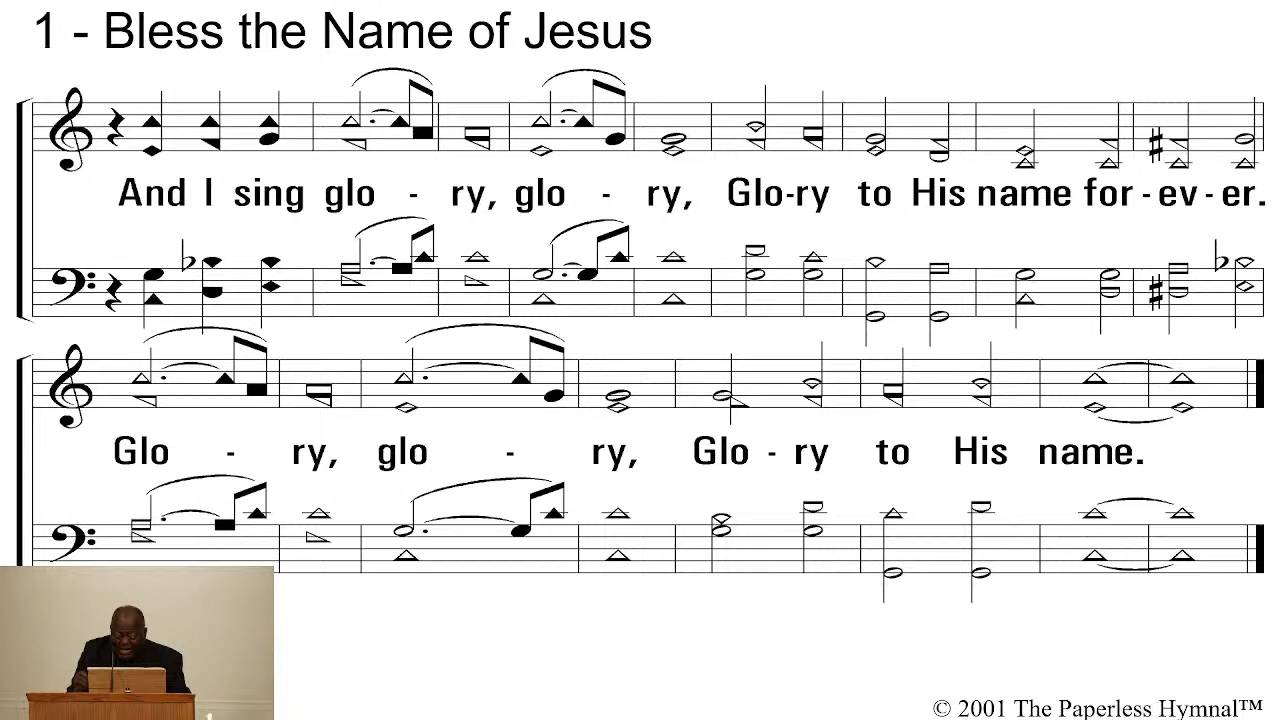 1 - Bless the Name of Jesus
And I sing glo - ry, glo - ry, Glo-ry to His name for-ev-er.
Glo - ry, glo - ry, Glo - ry to His name.
© 2001 The Paperless Hymnal™